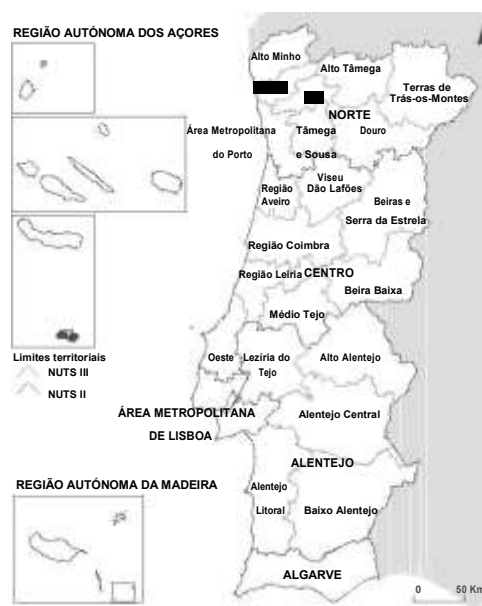 REGIÃO AUTÓNOMA DOS AÇORES
Alto Minho
Alto Tâmega
Terras de
Trás-os-Montes
NORTE
Área Metropolitana
do Porto
Tâmega
e Sousa
Douro
Viseu
Dão Lafões
Região
Aveiro
Beiras e
Serra da Estrela
Região Coimbra
Região Leiría
CENTRO
Beira Baixa
Médio Tejo
Limites territoriais
NUTS III
NUTS II
Oeste
Lezíria do
Tejo
Alto Alentejo
ÁREA METROPOLITANA
DE LISBOA
Alentejo Central
ALENTEJO
REGIÃO AUTÓNOMA DA MADEIRA
Alentejo
Litoral
Baixo Alentejo
ALGARVE
0 50 Km